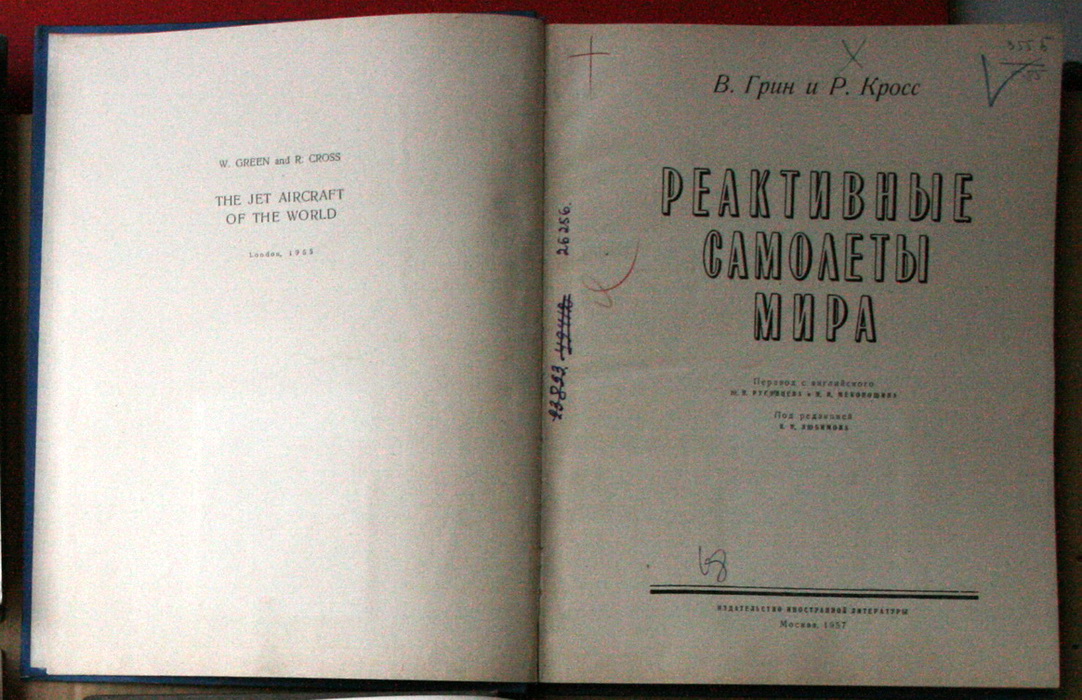 W. GREEN and R. CROSS
THE JET AIRCRAFT
OF THE WORLD
London, 1955
В. Грин и Р. Кросс
РЕАКТИВНЫЕ
САМОЛЕТЫ
МИРА
Перевод с английского
Под редакцией
ИЗДАТЕЛЬСТВО ИНОСТРАННОЙ ЛИТЕРАТУРЫ
Москва, 1957
26256.